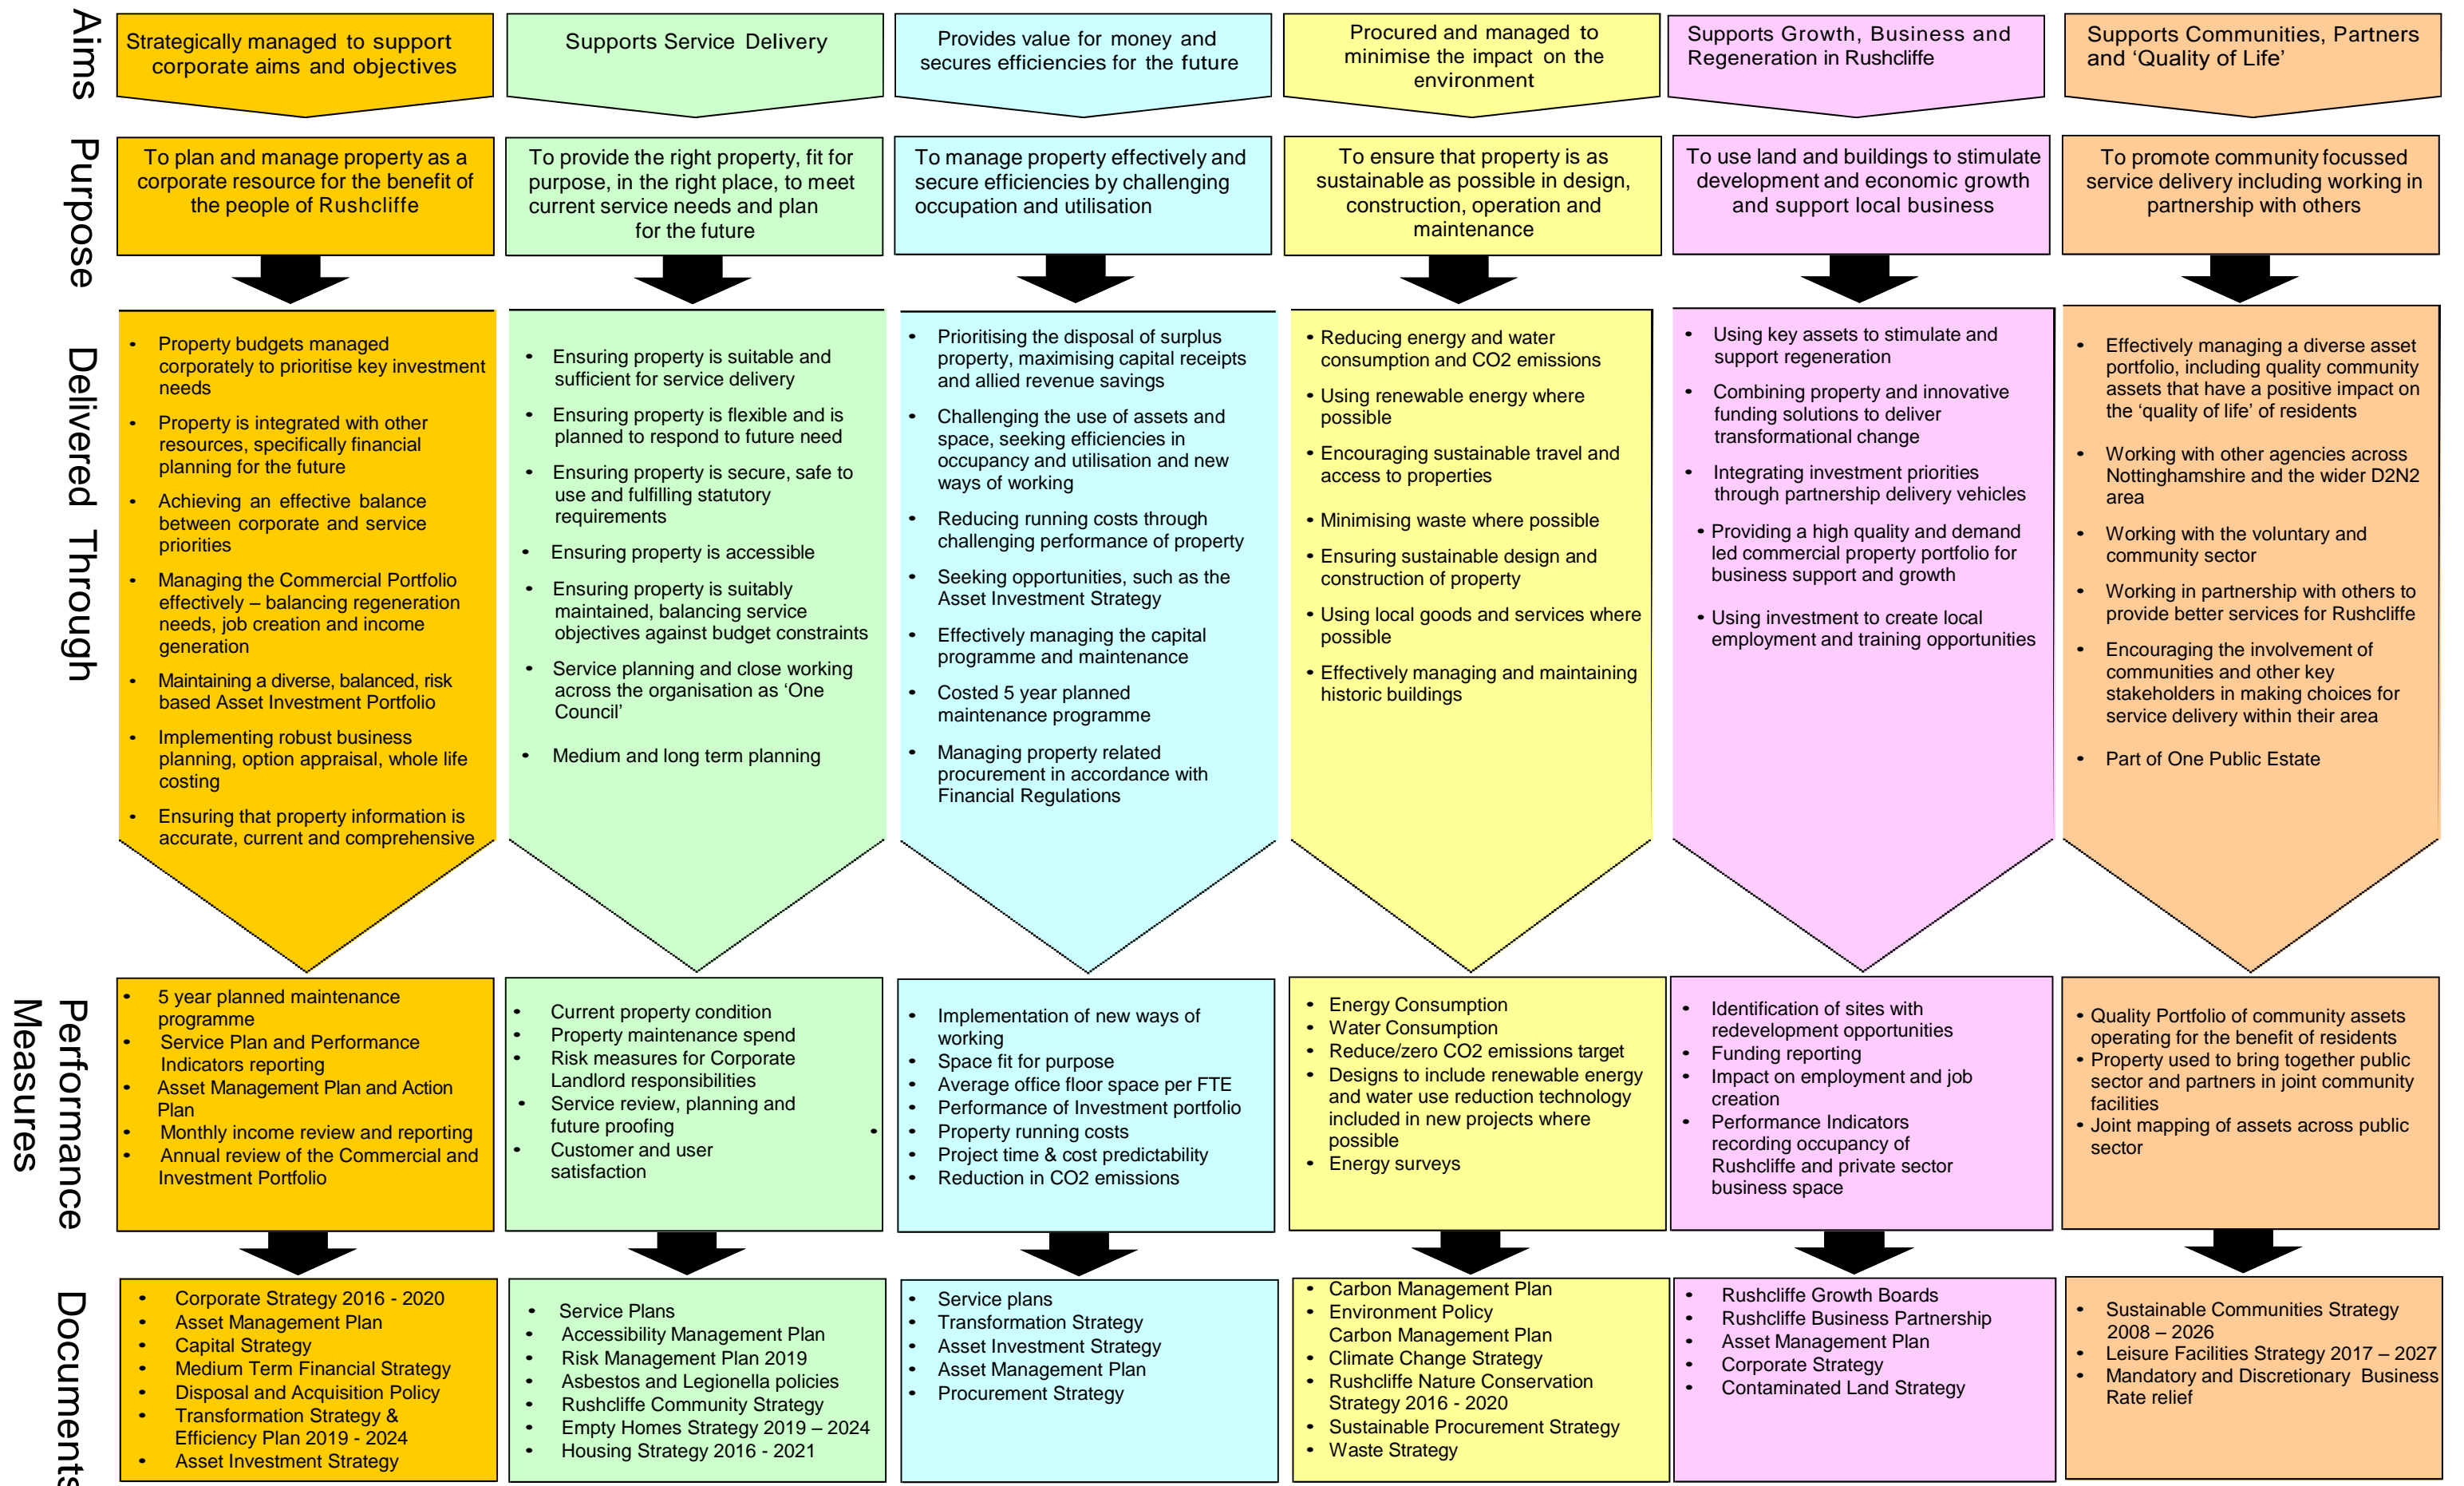 Aims
Strategically managed to support
corporate aims and objectives
Supports Service Delivery
Provides value for money and
secures efficiencies for the future
Procured and managed to
minimise the impact on the
environment
Supports Growth, Business and
Regeneration in Rushcliffe
Supports Communities, Partners
and ‘Quality of Life’
Purpose
To plan and manage property as a
corporate resource for the benefit of
the people of Rushcliffe
To provide the right property, fit for
purpose, in the right place, to meet
current service needs and plan
for the future
To manage property effectively and
secure efficiencies by challenging
occupation and utilisation
To ensure that property is as
sustainable as possible in design,
construction, operation and
maintenance
To use land and buildings to stimulate
development and economic growth
and support local business
To promote community focussed
service delivery including working in
partnership with others
Delivered Through
• Property budgets managed
corporately to prioritise key investment
needs
• Property is integrated with other
resources, specifically financial
planning for the future
• Achieving an effective balance
between corporate and service
priorities
• Managing the Commercial Portfolio
effectively – balancing regeneration
needs, job creation and income
generation
• Maintaining a diverse, balanced, risk
based Asset Investment Portfolio
• Implementing robust business
planning, option appraisal, whole life
costing
• Ensuring that property information is
accurate, current and comprehensive
• Ensuring property is suitable and
sufficient for service delivery
• Ensuring property is flexible and is
planned to respond to future need
• Ensuring property is secure, safe to
use and fulfilling statutory
requirements
• Ensuring property is accessible
• Ensuring property is suitably
maintained, balancing service
objectives against budget constraints
• Service planning and close working
across the organisation as ‘One
Council’
• Medium and long term planning
• Prioritising the disposal of surplus
property, maximising capital receipts
and allied revenue savings
• Challenging the use of assets and
space, seeking efficiencies in
occupancy and utilisation and new
ways of working
• Reducing running costs through
challenging performance of property
• Seeking opportunities, such as the
Asset Investment Strategy
• Effectively managing the capital
programme and maintenance
• Costed 5 year planned
maintenance programme
• Managing property related
procurement in accordance with
Financial Regulations
• Reducing energy and water
consumption and CO2 emissions
• Using renewable energy where
possible
• Encouraging sustainable travel and
access to properties
• Minimising waste where possible
• Ensuring sustainable design and
construction of property
• Using local goods and services where
possible
• Effectively managing and maintaining
historic buildings
• Using key assets to stimulate and
support regeneration
• Combining property and innovative
funding solutions to deliver
transformational change
• Integrating investment priorities
through partnership delivery vehicles
• Providing a high quality and demand
led commercial property portfolio for
business support and growth
• Using investment to create local
employment and training opportunities
• Effectively managing a diverse asset
portfolio, including quality community
assets that have a positive impact on
the ‘quality of life’ of residents
• Working with other agencies across
Nottinghamshire and the wider D2N2
area
• Working with the voluntary and
community sector
• Working in partnership with others to
provide better services for Rushcliffe
• Encouraging the involvement of
communities and other key
stakeholders in making choices for
service delivery within their area
• Part of One Public Estate
Performance
Measures
• 5 year planned maintenance
programme
• Service Plan and Performance
Indicators reporting
• Asset Management Plan and Action
Plan
• Monthly income review and reporting
• Annual review of the Commercial and
Investment Portfolio
• Current property condition
• Property maintenance spend
• Risk measures for Corporate
Landlord responsibilities
• Service review, planning and
future proofing
• Customer and user
satisfaction
•
• Implementation of new ways of
working
• Space fit for purpose
• Average office floor space per FTE
• Performance of Investment portfolio
• Property running costs
• Project time & cost predictability
• Reduction in CO2 emissions
• Energy Consumption
• Water Consumption
• Reduce/zero CO2 emissions target
• Designs to include renewable energy
and water use reduction technology
included in new projects where
possible
• Energy surveys
• Identification of sites with
redevelopment opportunities
• Funding reporting
• Impact on employment and job
creation
• Performance Indicators
recording occupancy of
Rushcliffe and private sector
business space
• Quality Portfolio of community assets
operating for the benefit of residents
• Property used to bring together public
sector and partners in joint community
facilities
• Joint mapping of assets across public
sector
Documents
• Corporate Strategy 2016 - 2020
• Asset Management Plan
• Capital Strategy
• Medium Term Financial Strategy
• Disposal and Acquisition Policy
• Transformation Strategy &
Efficiency Plan 2019 - 2024
• Asset Investment Strategy
• Service Plans
• Accessibility Management Plan
• Risk Management Plan 2019
• Asbestos and Legionella policies
• Rushcliffe Community Strategy
• Empty Homes Strategy 2019 – 2024
• Housing Strategy 2016 - 2021
• Service plans
• Transformation Strategy
• Asset Investment Strategy
• Asset Management Plan
• Procurement Strategy
• Carbon Management Plan
• Environment Policy
Carbon Management Plan
• Climate Change Strategy
• Rushcliffe Nature Conservation
Strategy 2016 - 2020
• Sustainable Procurement Strategy
• Waste Strategy
• Rushcliffe Growth Boards
• Rushcliffe Business Partnership
• Asset Management Plan
• Corporate Strategy
• Contaminated Land Strategy
• Sustainable Communities Strategy
2008 – 2026
• Leisure Facilities Strategy 2017 – 2027
• Mandatory and Discretionary Business
Rate relief